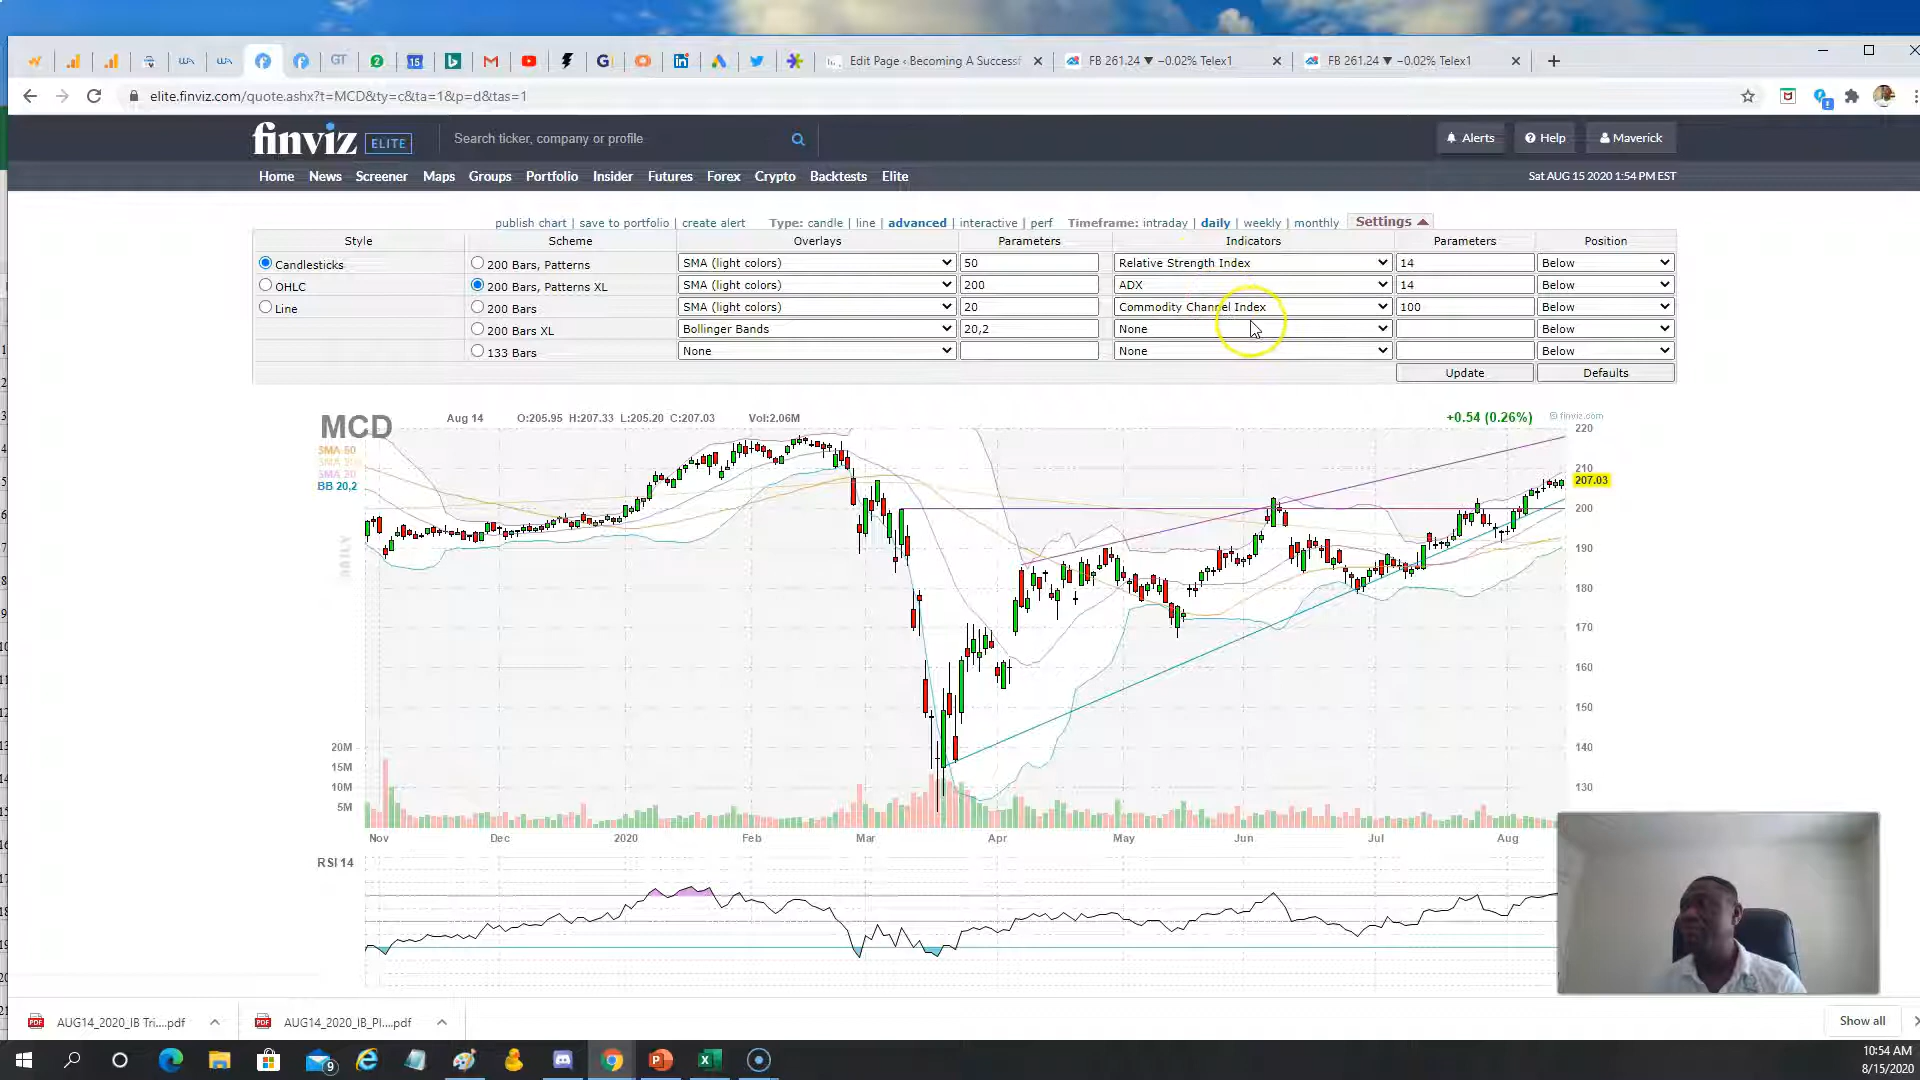 15
Edit Page ‹ Becoming A Successf
FB 261.24 ▼ −0.02% Telex1
FB 261.24 ▼ −0.02% Telex1
elite.finviz.com/quote.ashx?t=MCD&ty=c&ta=1&p=d&tas=1
finviz ELITE
Search ticker, company or profile
Alerts
Help
Maverick
Home News Screener Maps Groups Portfolio Insider Futures Forex Crypto Backtests Elite
Sat AUG 15 2020 1:54 PM EST
publish chart | save to portfolio | create alert Type: candle | line | advanced | interactive | perf Timeframe: intraday | daily | weekly | monthly Settings
Style Scheme Overlays Parameters Indicators Parameters Position
Candlesticks 200 Bars, Patterns SMA (light colors) 50 Relative Strength Index 14 Below
OHLC 200 Bars, Patterns XL SMA (light colors) 200 ADX 14 Below
Line 200 Bars SMA (light colors) 20 Commodity Channel Index 100 Below
200 Bars XL Bollinger Bands 20,2 None Below
133 Bars None None Below
Update Defaults
MCD Aug 14 O:205.95 H:207.33 L:205.20 C:207.03 Vol:2.06M +0.54 (0.26%) © finviz.com
SMA 50
SMA 20
BB 20,2
DAILY
220
210
207.03
200
190
180
170
160
150
140
130
20M
15M
10M
5M
Nov Dec 2020 Feb Mar Apr May Jun Jul Aug
RSI 14
AUG14_2020_IB Tri....pdf
AUG14_2020_IB_Pl....pdf
Show all
9
10:54 AM
8/15/2020